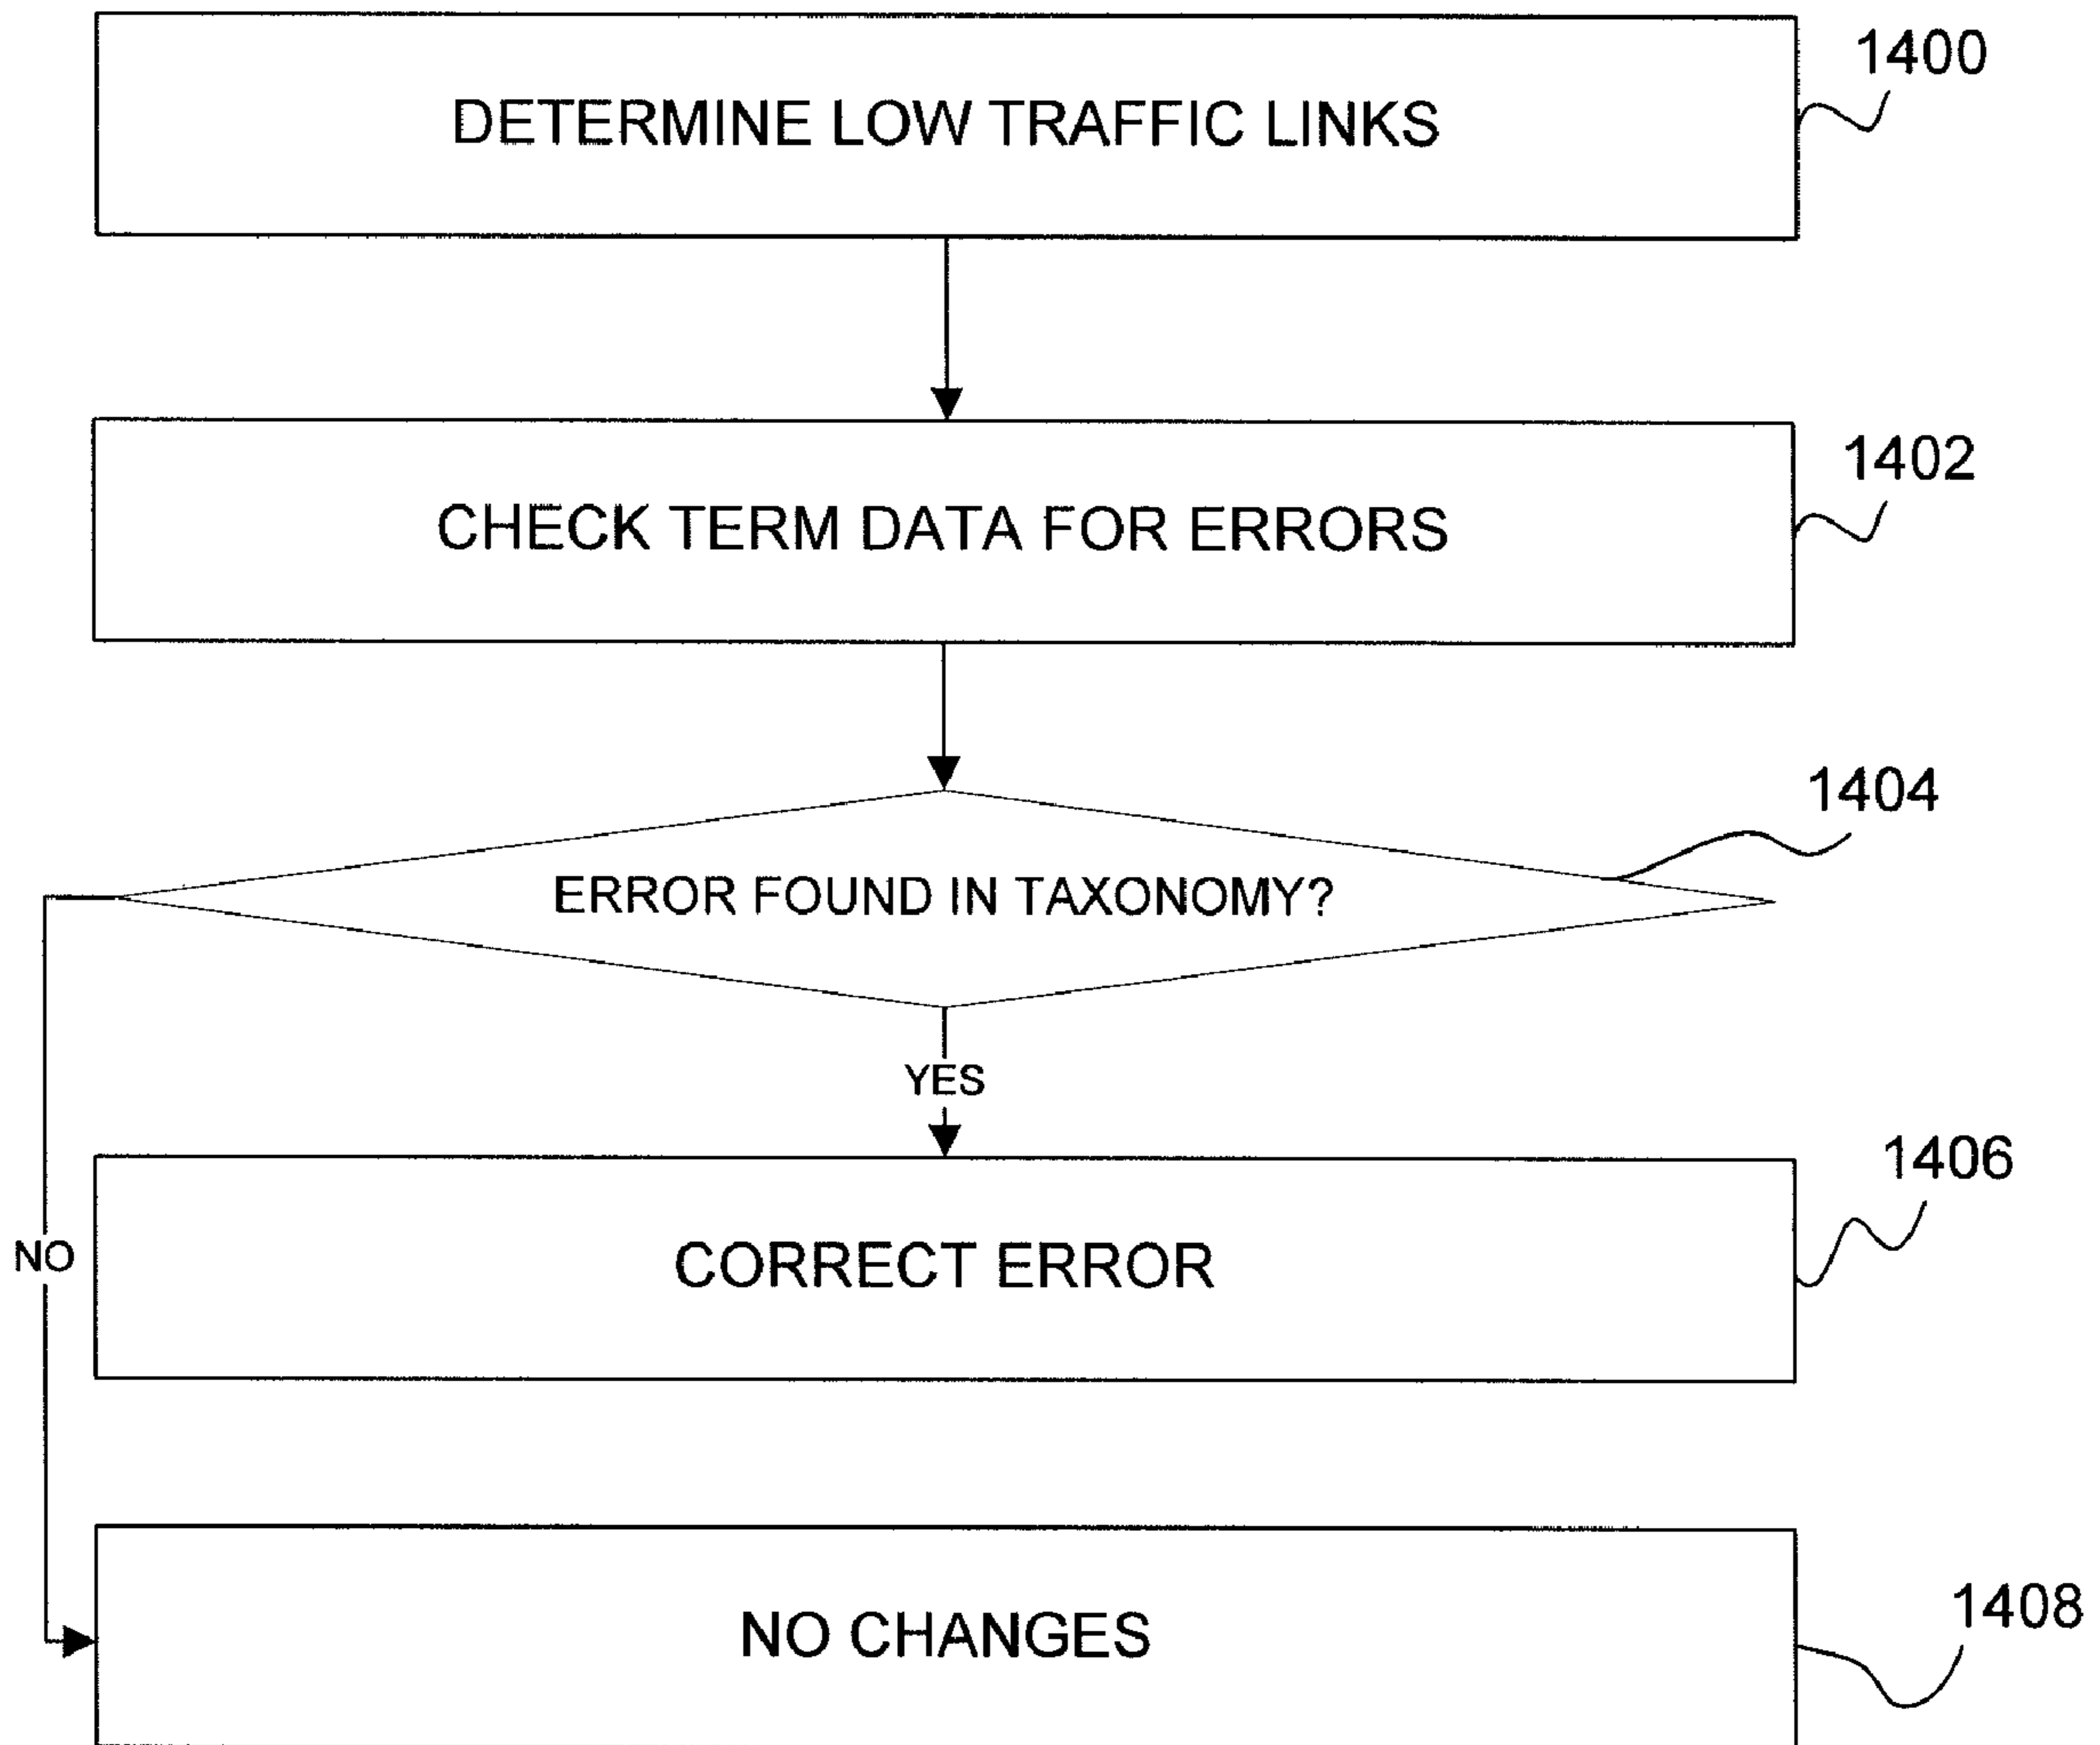 DETERMINE LOW TRAFFIC LINKS
1400
CHECK TERM DATA FOR ERRORS
1402
1404
ERROR FOUND IN TAXONOMY?
YES
1406
NO
CORRECT ERROR
1408
NO CHANGES